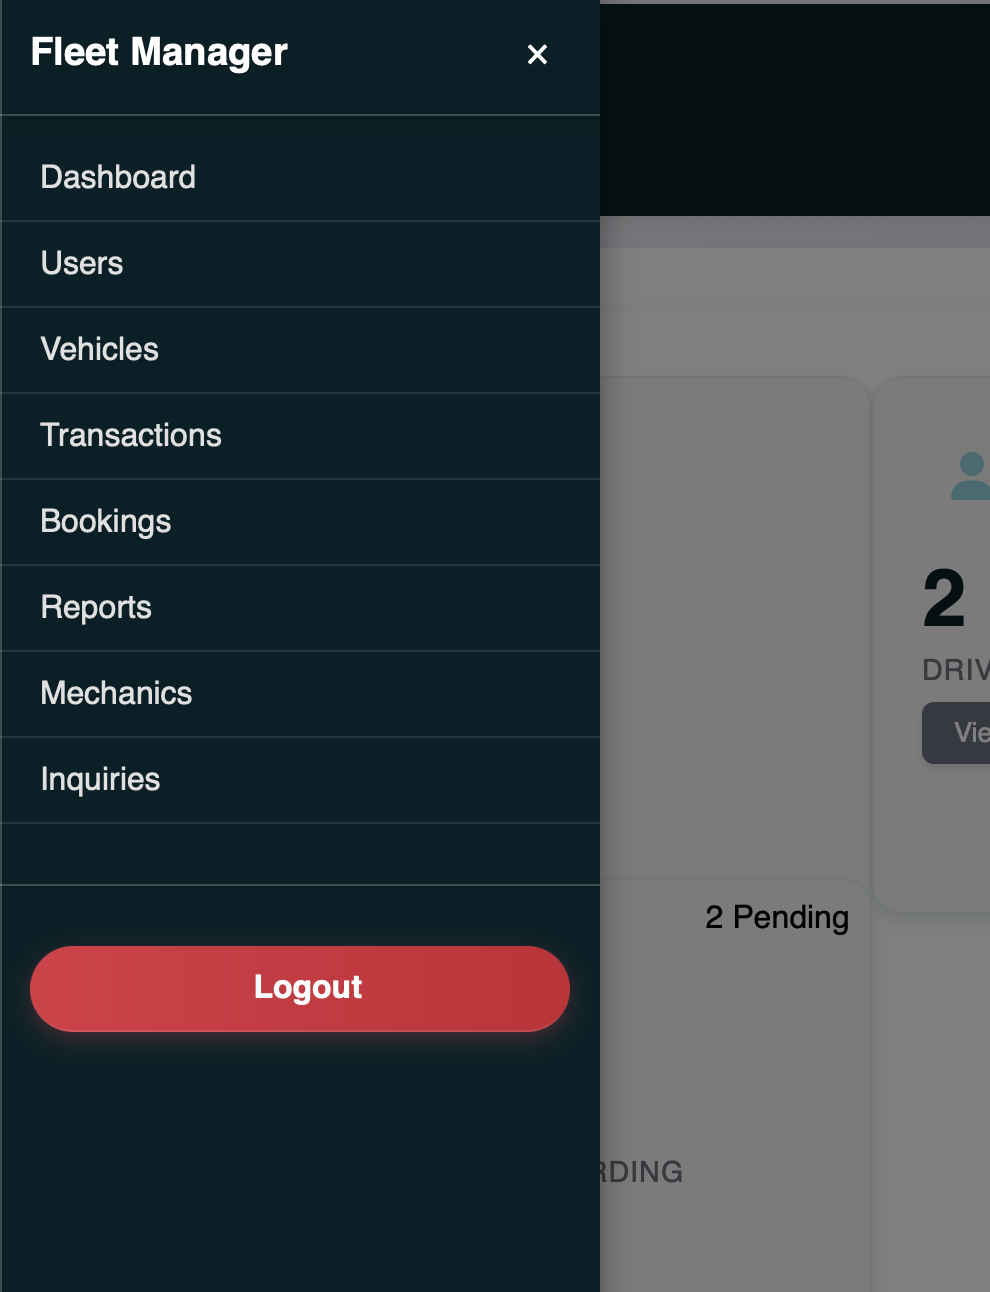 Fleet Manager ×
Dashboard
Users
Vehicles
Transactions
Bookings
Reports
Mechanics
Inquiries
Logout
2
DRIV
Vie
2 Pending
RDING